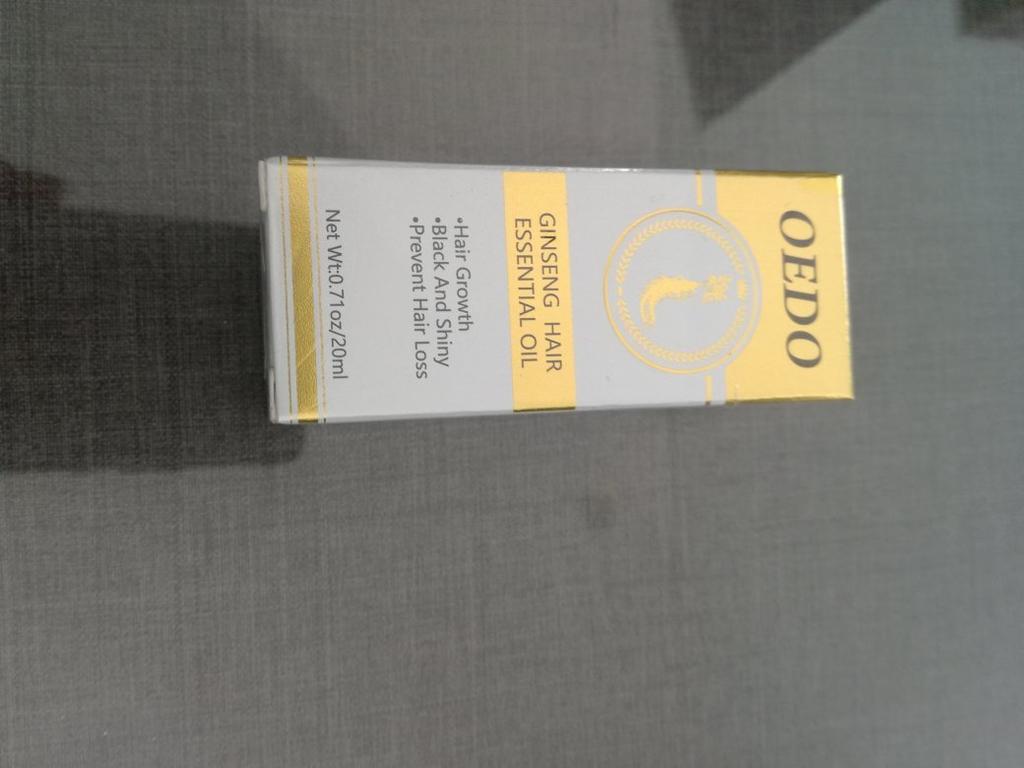 OEDO
GINSENG HAIR
ESSENTIAL OIL
•Hair Growth
•Black And Shiny
•Prevent Hair Loss
Net Wt:0.71oz/20ml